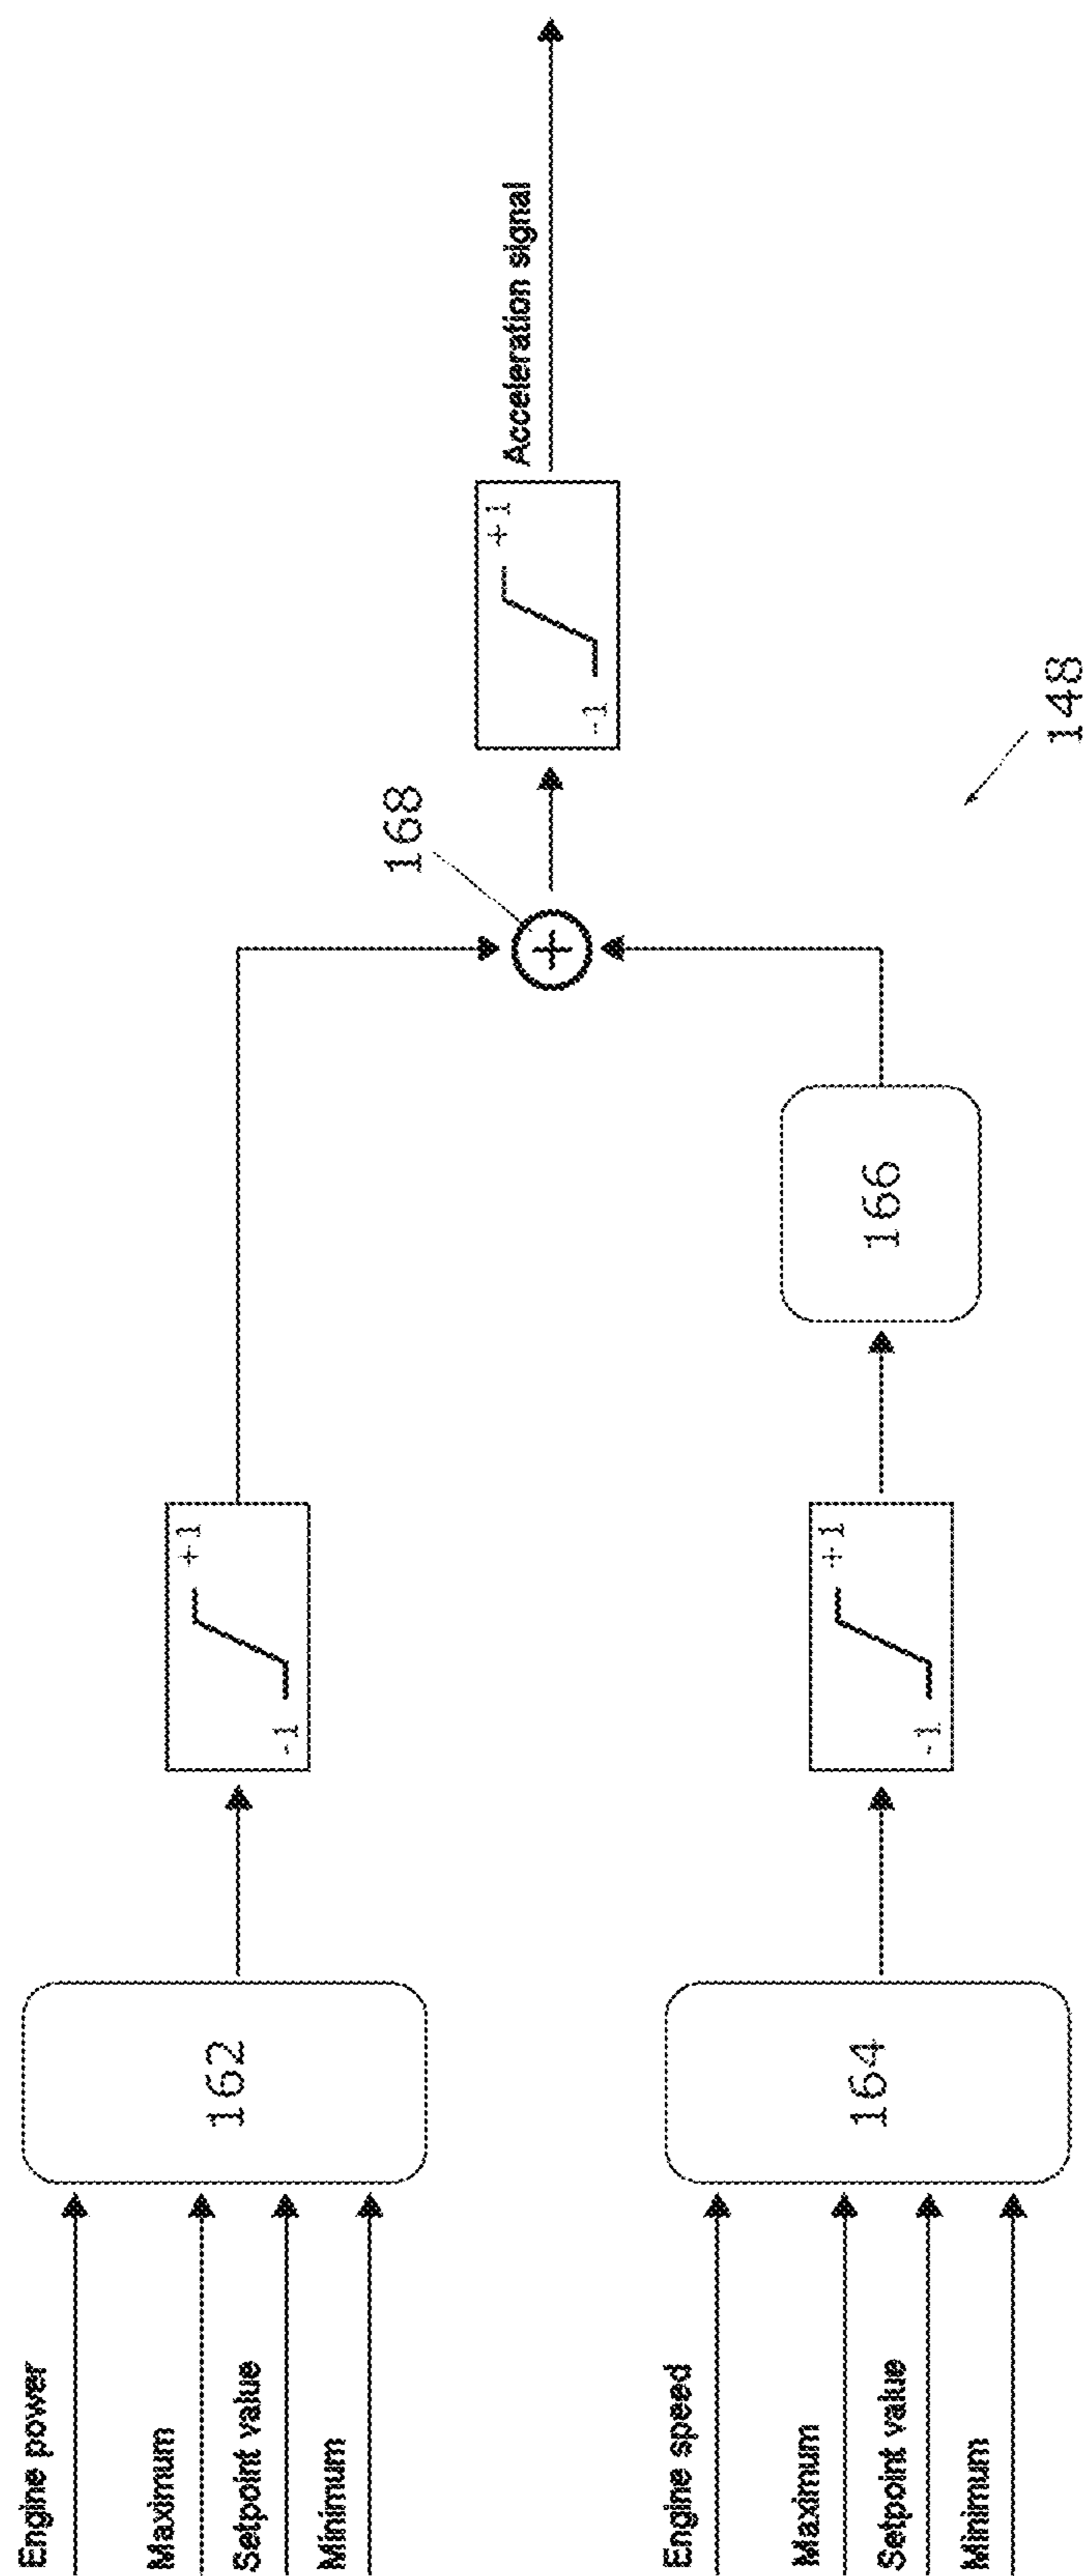 Engine power
Maximum
Setpoint value
Minimum
162
-1
+1
Engine speed
Maximum
Setpoint value
Minimum
164
-1
+1
166
168
-1
+1
Acceleration signal
148